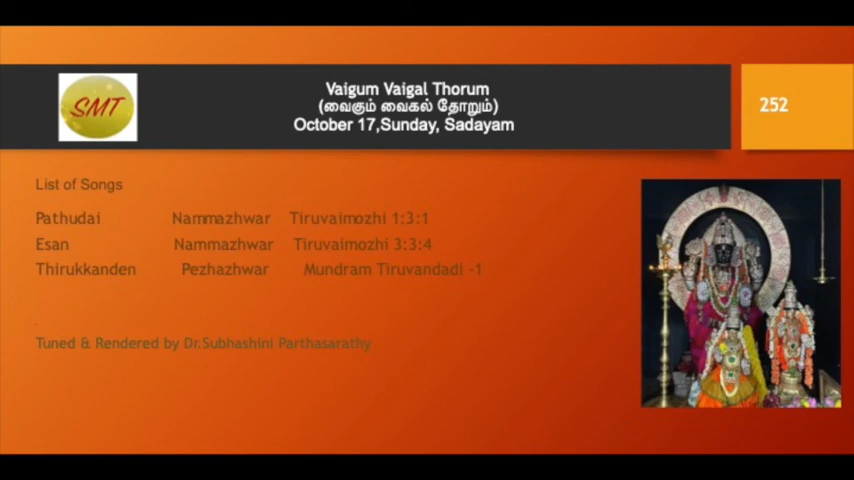 SMT
Vaigum Vaigal Thorum
(வைகும் வைகல் தோறும்)
October 17,Sunday, Sadayam
252
List of Songs
Pathudai Nammazhwar Tiruvaimozhi 1:3:1
Esan Nammazhwar Tiruvaimozhi 3:3:4
Thirukkanden Pezhazhwar Mundram Tiruvandadi -1
Tuned & Rendered by Dr.Subhashini Parthasarathy